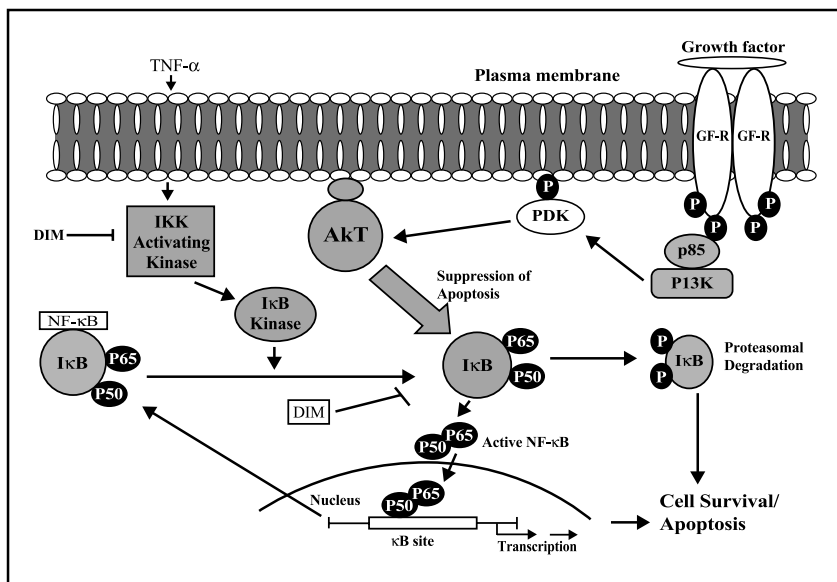 Growth factor
TNF-α
Plasma membrane
GF-R
GF-R
P
P
P
P
P
PDK
AkT
IKK
Activating
Kinase
DIM
p85
P13K
Suppression of
Apoptosis
IκB
Kinase
NF-κB
IκB
P65
P50
IκB
P65
P50
P
P
IκB
Proteasomal
Degradation
DIM
P50
P65
Active NF-κB
P50
P65
Nucleus
κB site
Transcription
Cell Survival/
Apoptosis